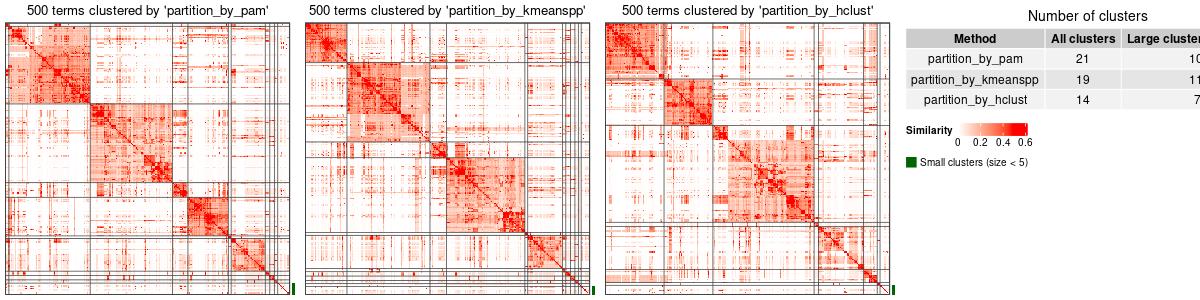 500 terms clustered by 'partition_by_pam'
500 terms clustered by 'partition_by_kmeanspp'
500 terms clustered by 'partition_by_hclust'
Number of clusters
Method All clusters Large cluster
partition_by_pam 21 10
partition_by_kmeanspp 19 11
partition_by_hclust 14 7
Similarity
0 0.2 0.4 0.6
Small clusters (size < 5)